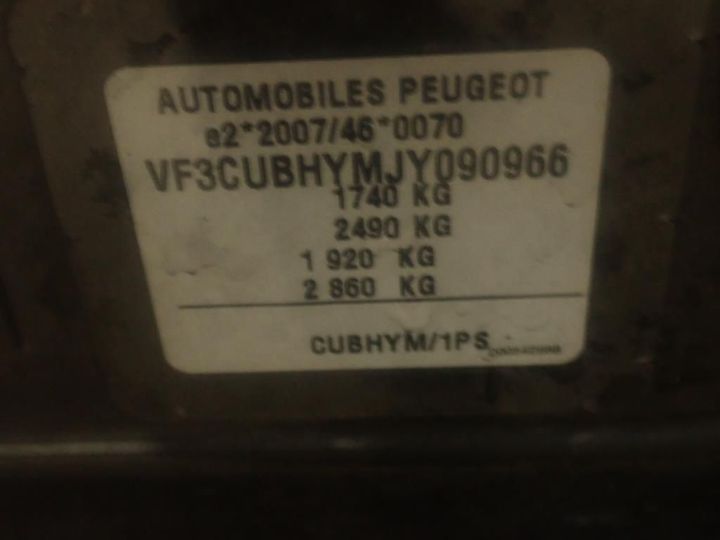 AUTOMOBILES PEUGEOT
e2*2007/46*0070
VF3CUBHYMJY090966
1740 KG
2490 KG
1 920 KG
2 860 KG
CUBHYM/1PS